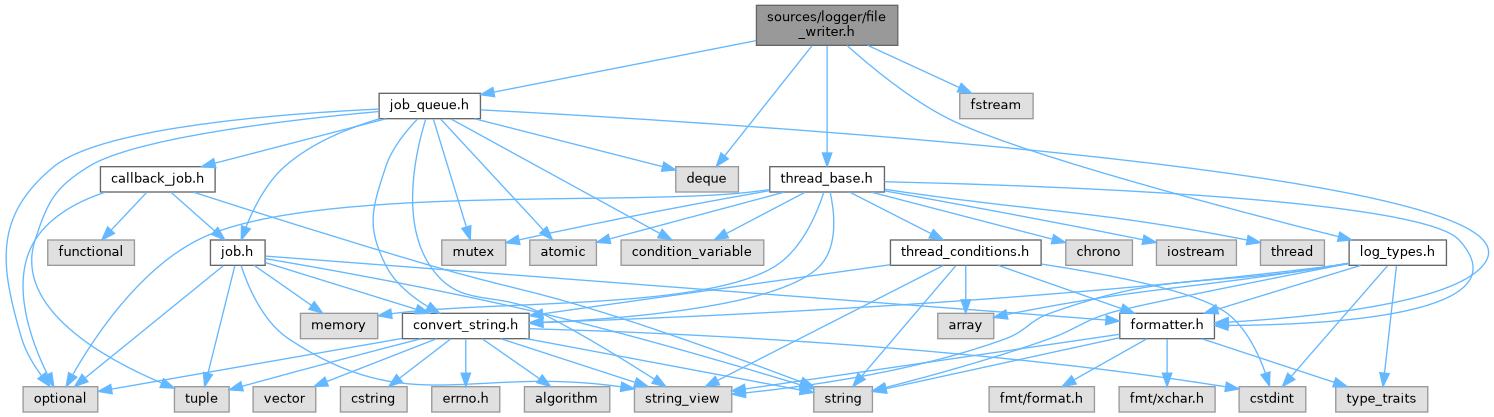 sources/logger/file
_writer.h
job_queue.h
fstream
callback_job.h
deque
thread_base.h
functional
job.h
mutex
atomic
condition_variable
thread_conditions.h
chrono
iostream
thread
log_types.h
memory
convert_string.h
array
formatter.h
optional
tuple
vector
cstring
errno.h
algorithm
string_view
string
fmt/format.h
fmt/xchar.h
cstdint
type_traits